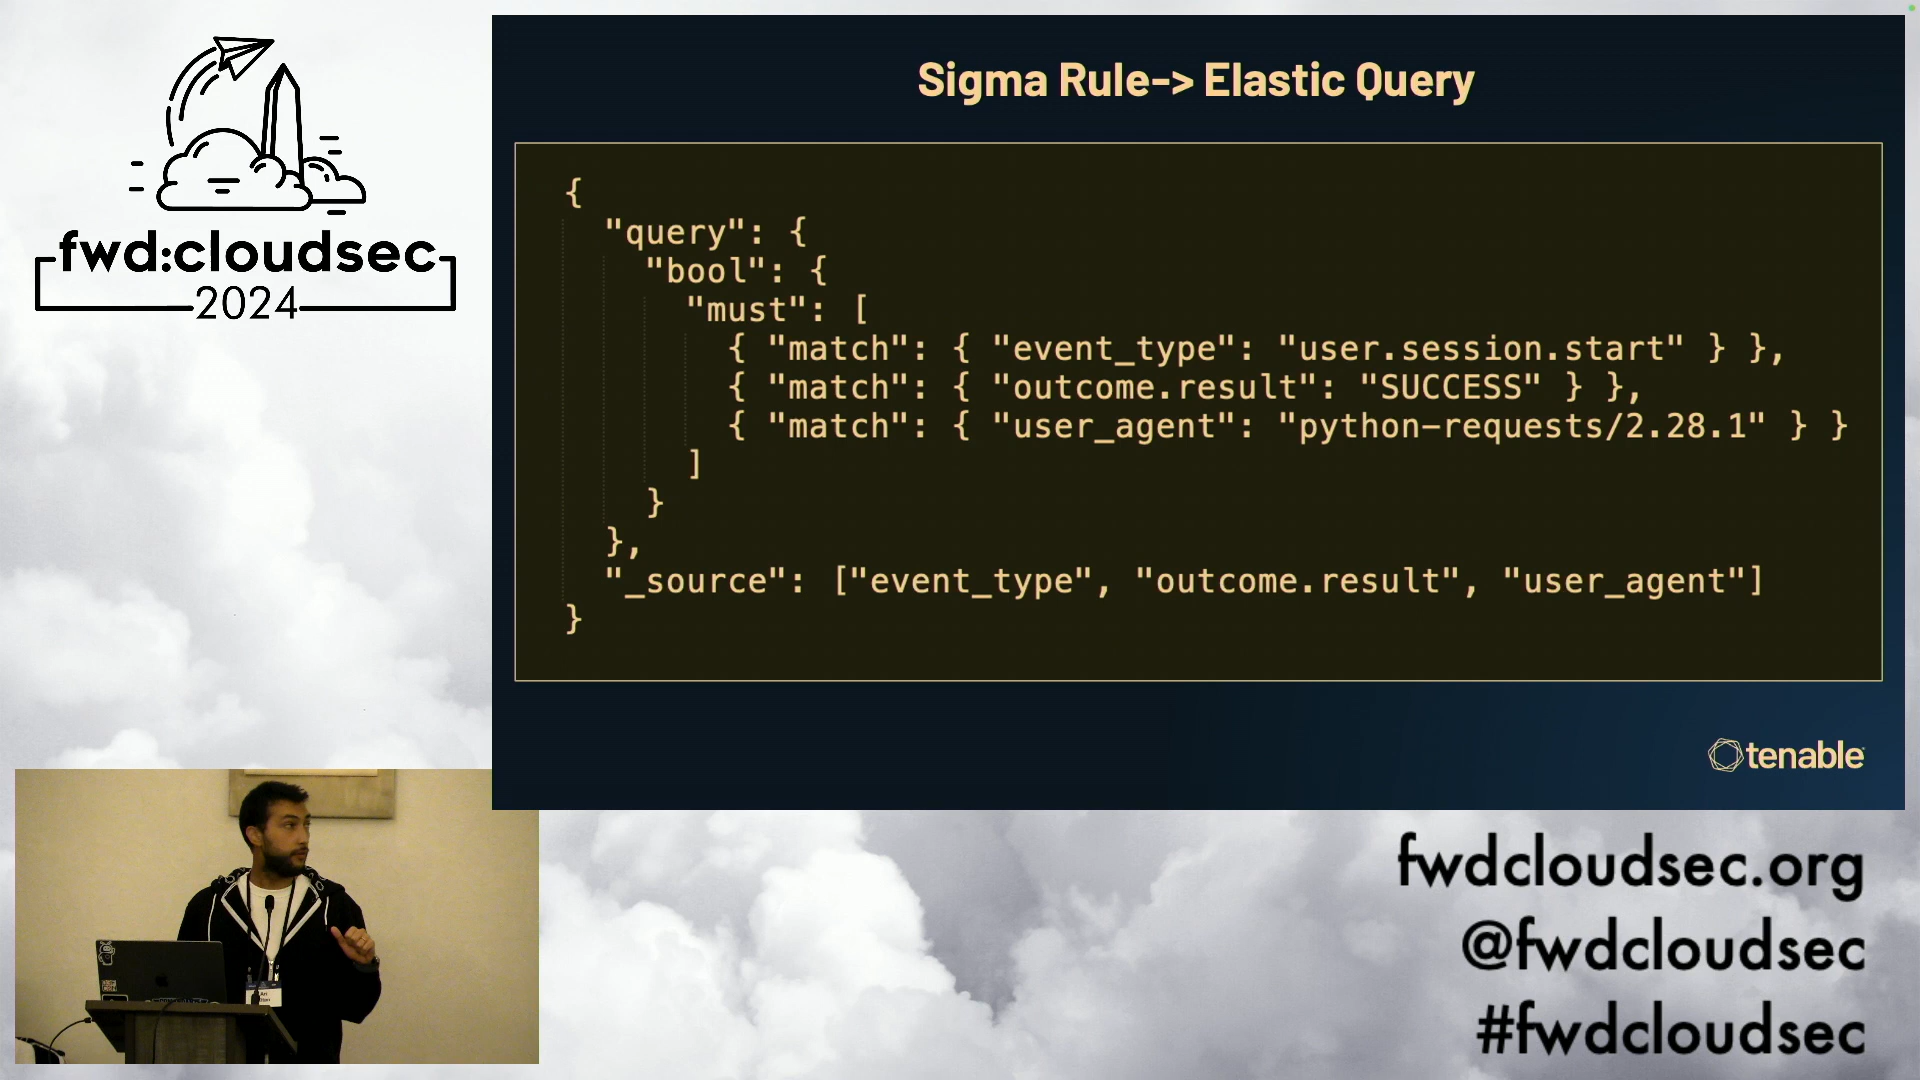 fwd:cloudsec
2024
Sigma Rule-> Elastic Query
{
"query": {
"bool": {
"must": [
{ "match": { "event_type": "user.session.start" } },
{ "match": { "outcome.result": "SUCCESS" } },
{ "match": { "user_agent": "python-requests/2.28.1" } }
]
}
},
"_source": ["event_type", "outcome.result", "user_agent"]
}
tenable
fwdcloudsec.org
@fwdcloudsec
#fwdcloudsec